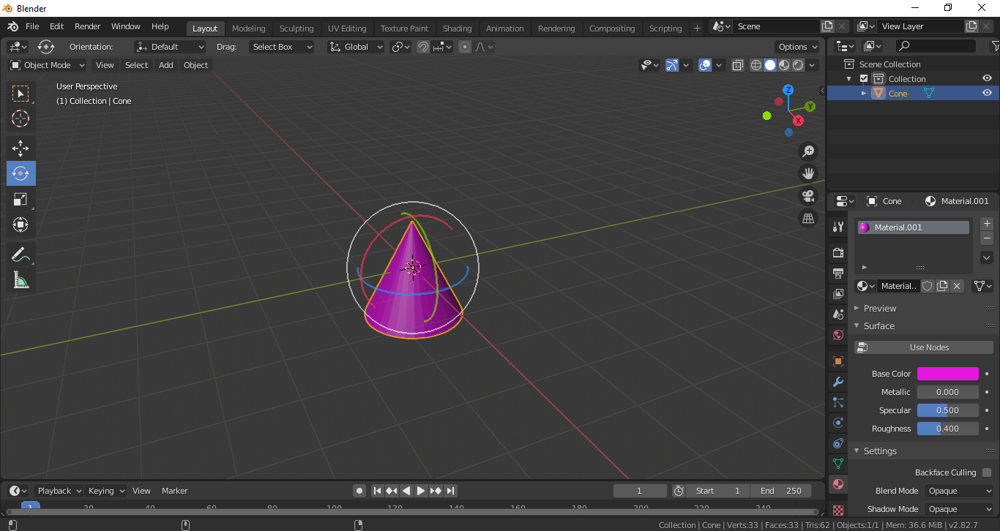 Blender
File Edit Render Window Help Layout Modeling Sculpting UV Editing Texture Paint Shading Animation Rendering Compositing Scripting + Scene View Layer
Orientation: Default Drag: Select Box Global Options
Object Mode View Select Add Object
User Perspective
(1) Collection | Cone
Z
Y
X
Scene Collection
Collection
Cone
Cone Material.001
Material.001
Material..
Preview
Surface
Use Nodes
Base Color
Metallic 0.000
Specular 0.500
Roughness 0.400
Settings
Backface Culling
Blend Mode Opaque
Shadow Mode Opaque
Playback Keying View Marker 1 Start 1 End 250
1 20 40 60 80 100 120 140 160 180 200 220 240
Collection | Cone | Verts:33 | Faces:33 | Tris:62 | Objects:1/1 | Mem: 36.6 MiB | v2.82.7